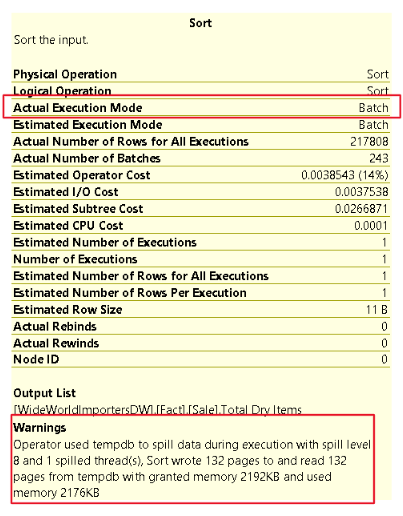 Sort
Sort the input.
Physical Operation Sort
Logical Operation Sort
Actual Execution Mode Batch
Estimated Execution Mode Batch
Actual Number of Rows for All Executions 217808
Actual Number of Batches 243
Estimated Operator Cost 0.0038543 (14%)
Estimated I/O Cost 0.0037538
Estimated Subtree Cost 0.0266871
Estimated CPU Cost 0.0001
Estimated Number of Executions 1
Number of Executions 1
Estimated Number of Rows for All Executions 1
Estimated Number of Rows Per Execution 1
Estimated Row Size 11 B
Actual Rebinds 0
Actual Rewinds 0
Node ID 0
Output List
[WideWorldImportersDW].[Fact].[Sale].Total Dry Items
Warnings
Operator used tempdb to spill data during execution with spill level
8 and 1 spilled thread(s), Sort wrote 132 pages to and read 132
pages from tempdb with granted memory 2192KB and used
memory 2176KB